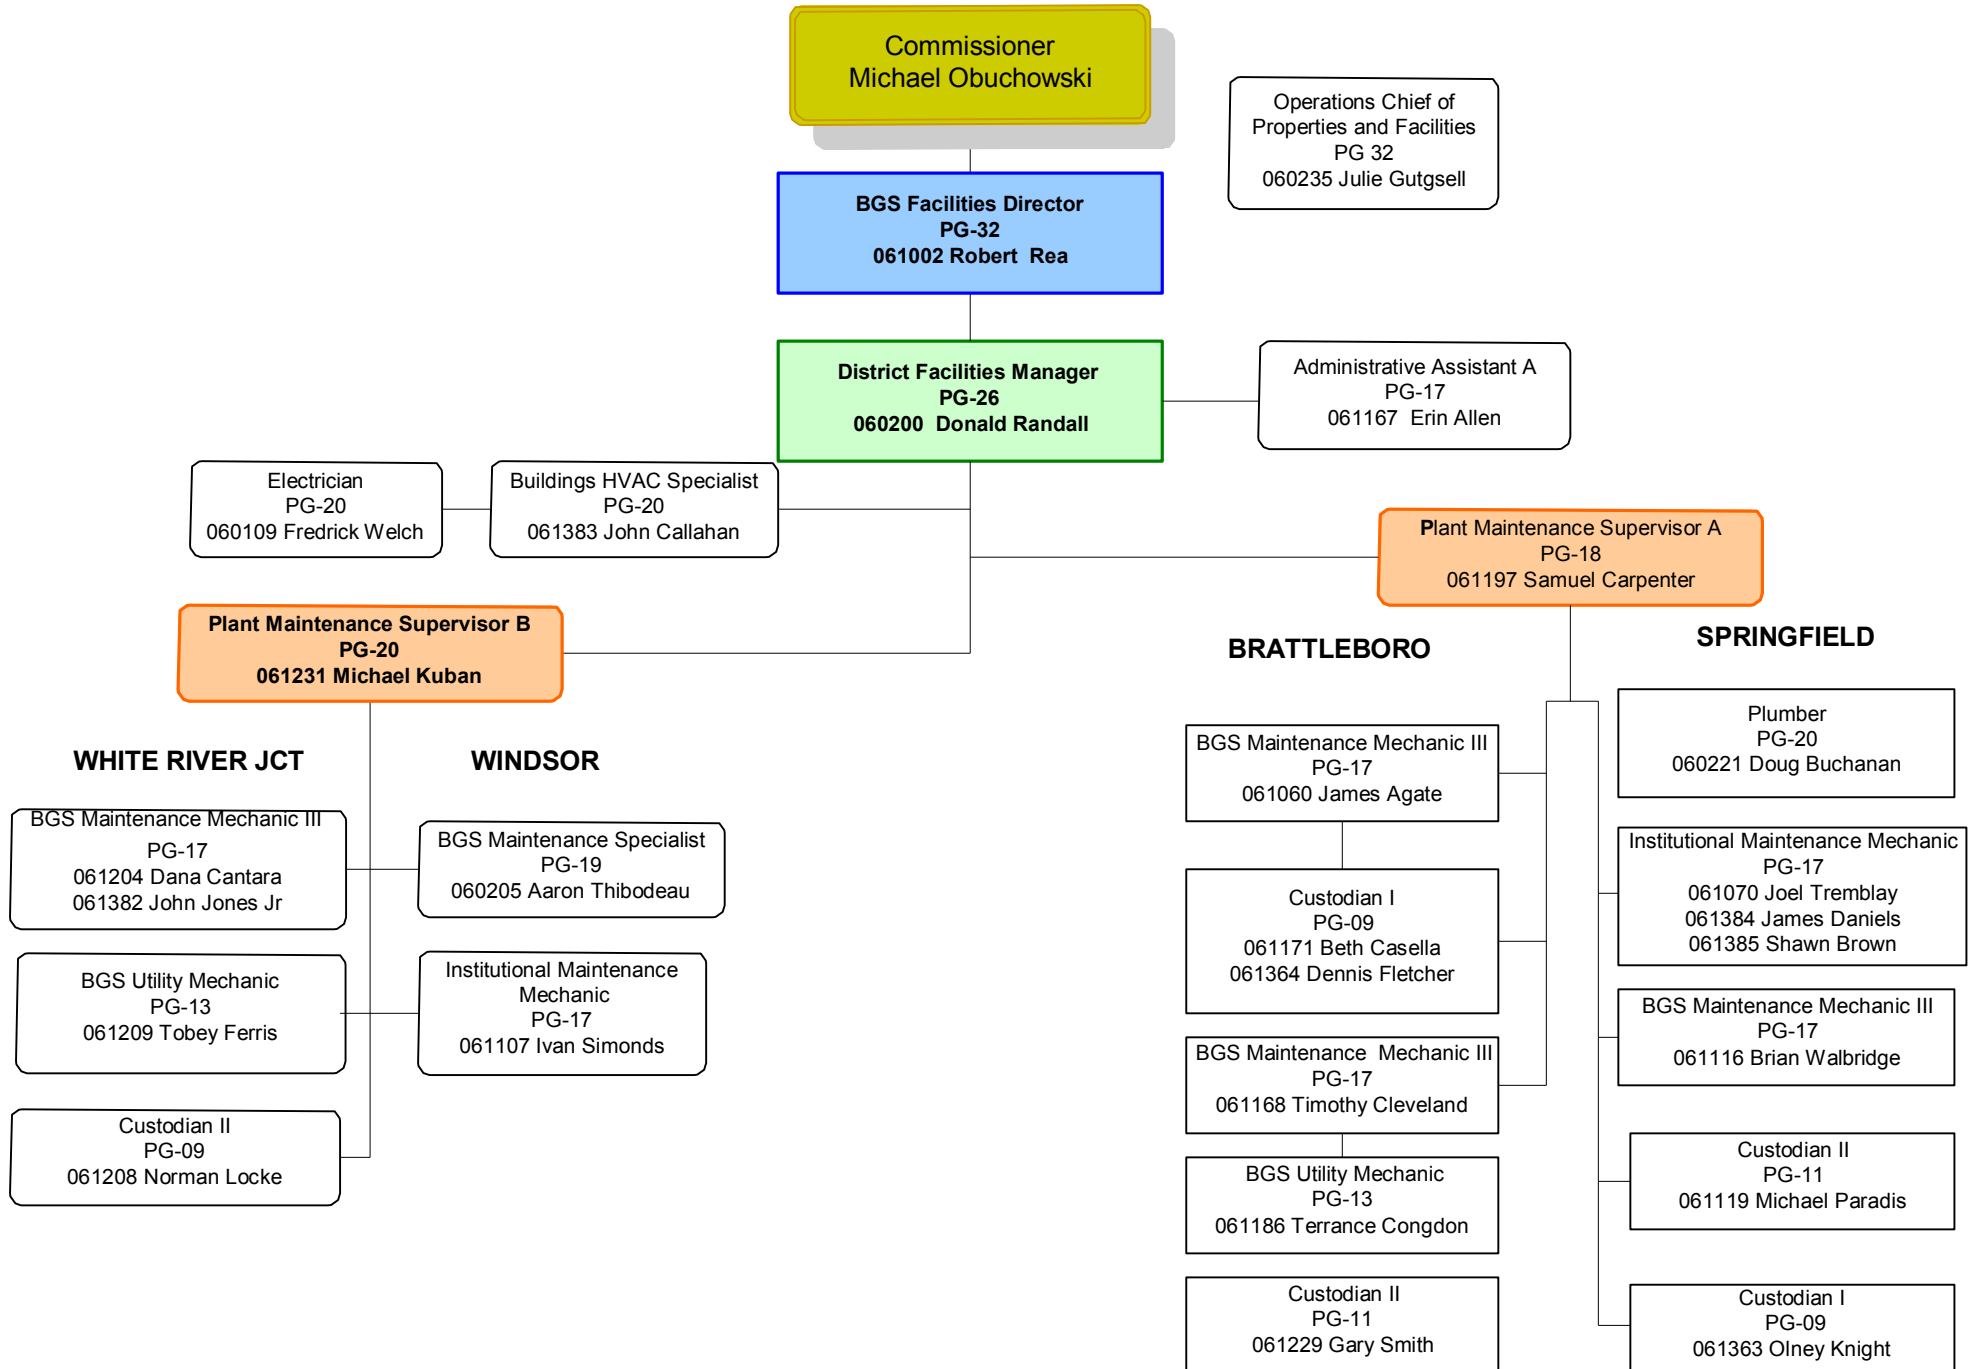 Commissioner
Michael Obuchowski
Operations Chief of
Properties and Facilities
PG 32
060235 Julie Gutgsell
BGS Facilities Director
PG-32
061002 Robert  Rea
District Facilities Manager
PG-26
060200  Donald Randall
Administrative Assistant A
PG-17
061167  Erin Allen
Electrician
PG-20
060109 Fredrick Welch
Buildings HVAC Specialist
PG-20
061383 John Callahan
Plant Maintenance Supervisor A
PG-18
061197 Samuel Carpenter
Plant Maintenance Supervisor B
PG-20
061231 Michael Kuban
WHITE RIVER JCT
BGS Maintenance Mechanic III
PG-17
061204 Dana Cantara
061382 John Jones Jr
BGS Utility Mechanic
PG-13
061209 Tobey Ferris
Custodian II
PG-09
061208 Norman Locke
WINDSOR
BGS Maintenance Specialist
PG-19
060205 Aaron Thibodeau
Institutional Maintenance
Mechanic
PG-17
061107 Ivan Simonds
BRATTLEBORO
BGS Maintenance Mechanic III
PG-17
061060 James Agate
Custodian I
PG-09
061171 Beth Casella
061364 Dennis Fletcher
BGS Maintenance  Mechanic III
PG-17
061168 Timothy Cleveland
BGS Utility Mechanic
PG-13
061186 Terrance Congdon
Custodian II
PG-11
061229 Gary Smith
SPRINGFIELD
Plumber
PG-20
060221 Doug Buchanan
Institutional Maintenance Mechanic
PG-17
061070 Joel Tremblay
061384 James Daniels
061385 Shawn Brown
BGS Maintenance Mechanic III
PG-17
061116 Brian Walbridge
Custodian II
PG-11
061119 Michael Paradis
Custodian I
PG-09
061363 Olney Knight